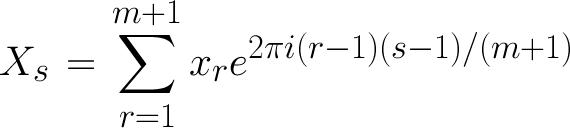 $X_s = \sum_{r=1}^{m+1} x_r e^{2\pi i(r-1)(s-1)/(m+1)}$